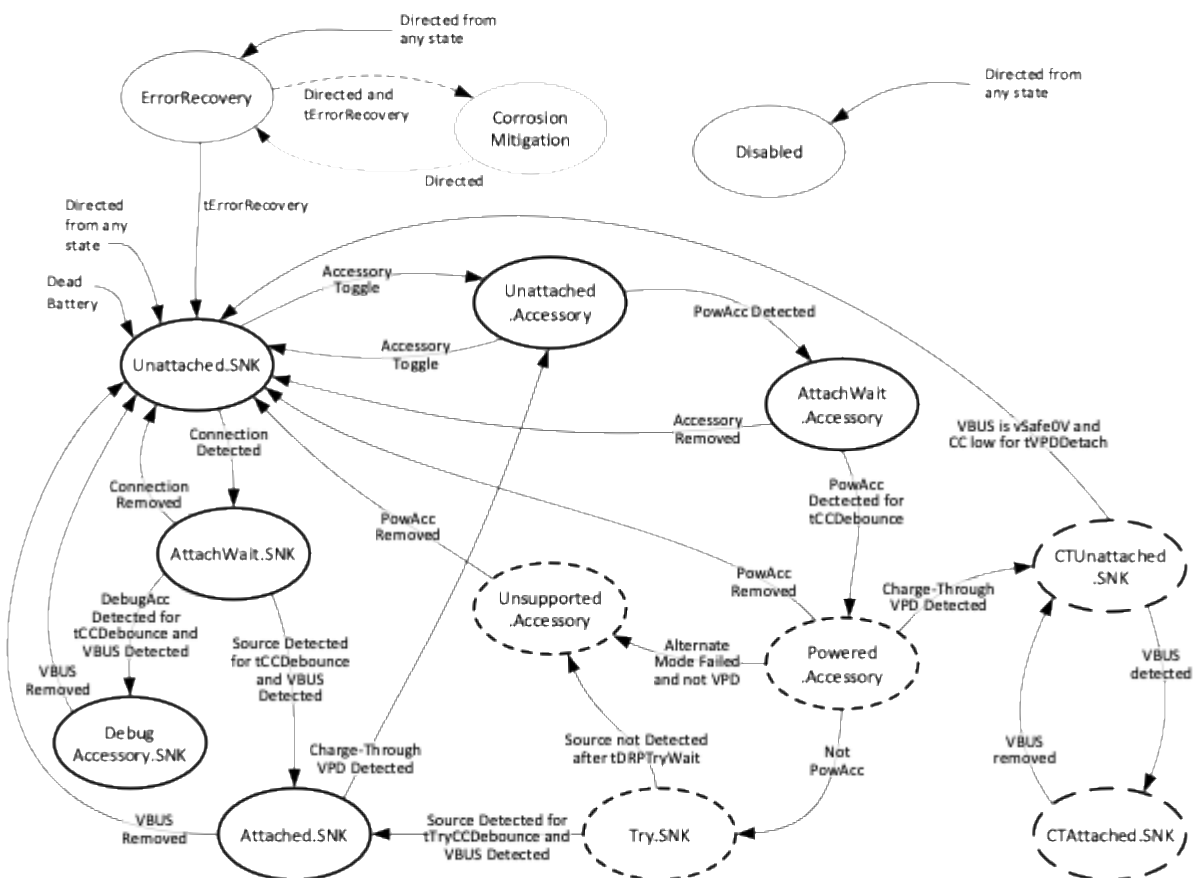 Directed from
any state
ErrorRecovery
Directed and
tErrorRecovery
Corrosion
Mitigation
Directed
Directed from
any state
Disabled
tErrorRecovery
Directed
from any
state
Dead
Battery
Unattached.SNK
Accessory
Toggle
Accessory
Toggle
Unattached
.Accessory
PowAcc Detected
AttachWait
.Accessory
Accessory
Removed
VBUS is vSafe0V and
CC low for tVPDDetach
Connection
Detected
Connection
Removed
AttachWait.SNK
PowAcc
Removed
PowAcc
Dectected for
tCCDebounce
CTUnattached
.SNK
PowAcc
Removed
Charge-Through
VPD Detected
Unsupported
.Accessory
DebugAcc
Detected for
tCCDebounce and
VBUS Detected
Source Detected
for tCCDebounce
and VBUS
Detected
Alternate
Mode Failed
and not VPD
Powered
.Accessory
VBUS
detected
VBUS
Removed
Debug
Accessory.SNK
Charge-Through
VPD Detected
Source not Detected
after tDRPTryWait
Not
PowAcc
VBUS
removed
VBUS
Removed
Attached.SNK
Source Detected for
tTryCCDebounce and
VBUS Detected
Try.SNK
CTAttached.SNK